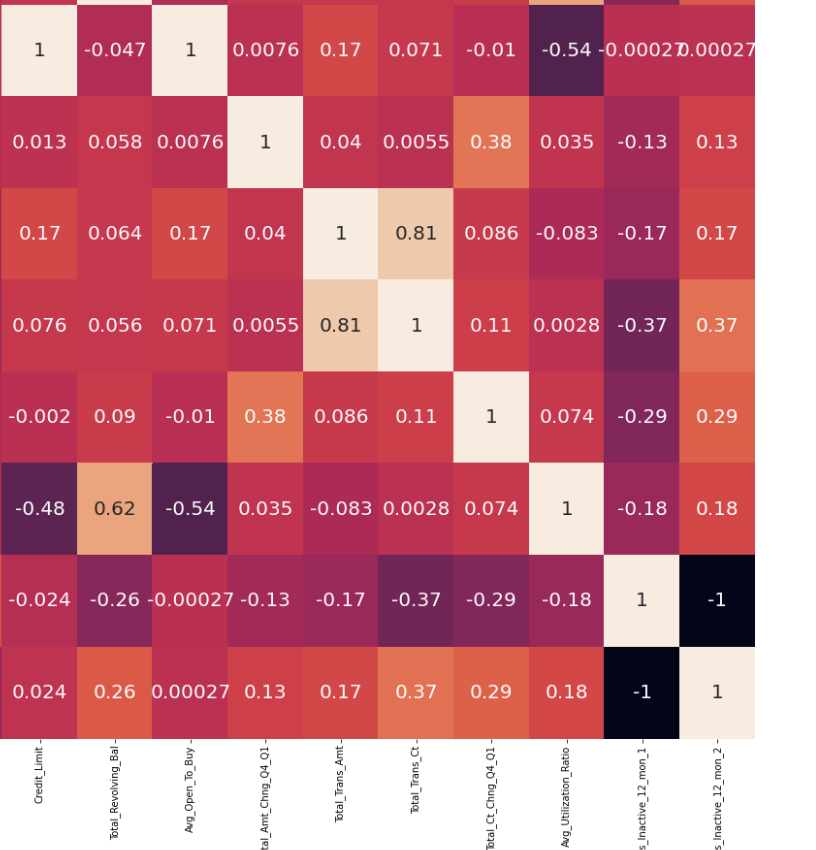 1 -0.047 1 0.0076 0.17 0.071 -0.01 -0.54 -0.00027 0.00027
0.013 0.058 0.0076 1 0.04 0.0055 0.38 0.035 -0.13 0.13
0.17 0.064 0.17 0.04 1 0.81 0.086 -0.083 -0.17 0.17
0.076 0.056 0.071 0.0055 0.81 1 0.11 0.0028 -0.37 0.37
-0.002 0.09 -0.01 0.38 0.086 0.11 1 0.074 -0.29 0.29
-0.48 0.62 -0.54 0.035 -0.083 0.0028 0.074 1 -0.18 0.18
-0.024 -0.26 -0.00027 -0.13 -0.17 -0.37 -0.29 -0.18 1 -1
0.024 0.26 0.00027 0.13 0.17 0.37 0.29 0.18 -1 1
Credit_Limit
Total_Revolving_Bal
Avg_Open_To_Buy
tal_Amt_Chng_Q4_Q1
Total_Trans_Amt
Total_Trans_Ct
Total_Ct_Chng_Q4_Q1
Avg_Utilization_Ratio
s_Inactive_12_mon_1
s_Inactive_12_mon_2